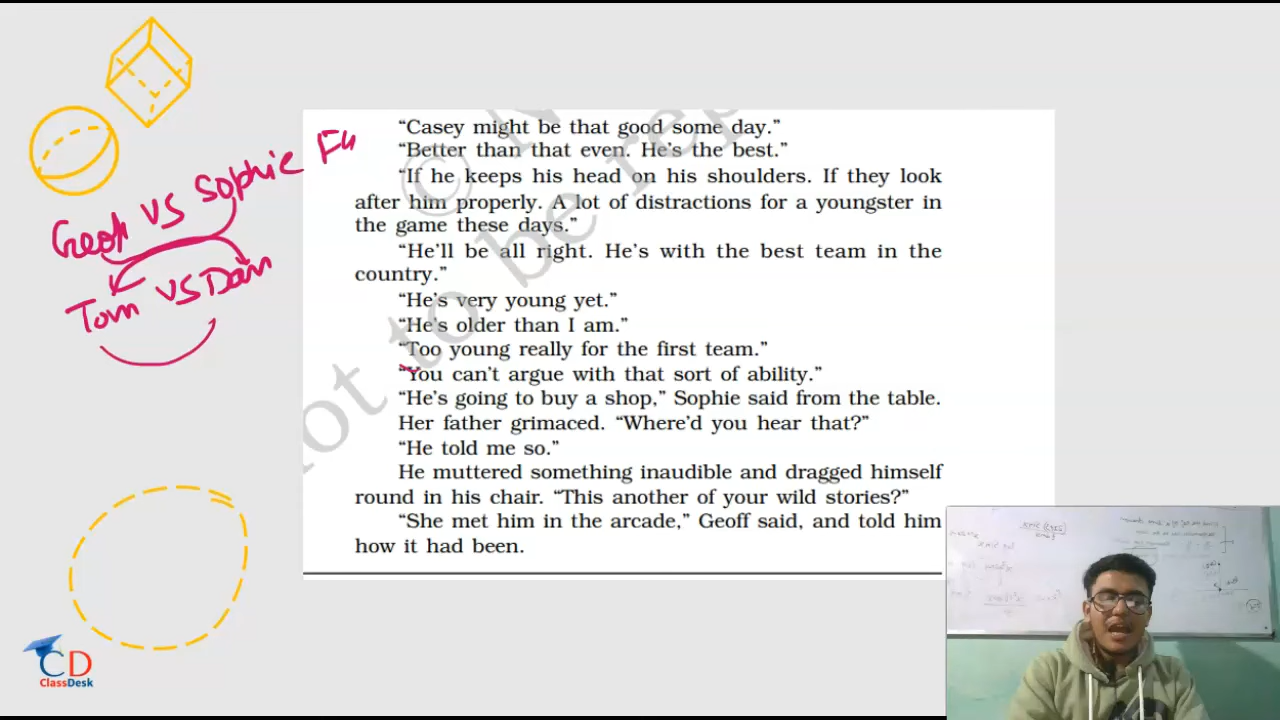 Geoff VS Sophie
Tom VS Dan
“Casey might be that good some day.”
“Better than that even. He’s the best.”
“If he keeps his head on his shoulders. If they look
after him properly. A lot of distractions for a youngster in
the game these days.”
“He’ll be all right. He’s with the best team in the
country.”
“He’s very young yet.”
“He’s older than I am.”
“Too young really for the first team.”
“You can’t argue with that sort of ability.”
“He’s going to buy a shop,” Sophie said from the table.
Her father grimaced. “Where’d you hear that?”
“He told me so.”
He muttered something inaudible and dragged himself
round in his chair. “This another of your wild stories?”
“She met him in the arcade,” Geoff said, and told him
how it had been.
CD
ClassDesk